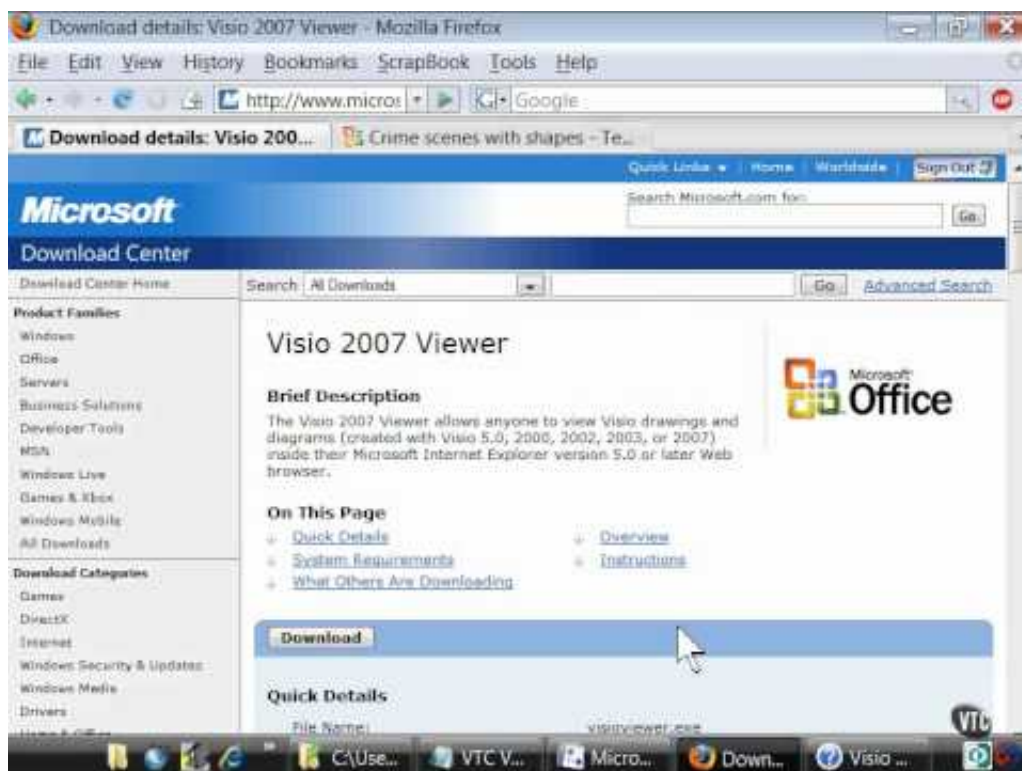 Download details: Visio 2007 Viewer - Mozilla Firefox
File Edit View History Bookmarks ScrapBook Tools Help
http://www.micros Google
Download details: Visio 200... Crime scenes with shapes - Te...
Quick Links Home Worldwide Sign Out
Microsoft
Search Microsoft.com for:
Go
Download Center
Download Center Home
Search All Downloads Go Advanced Search
Product Families
Windows
Office
Servers
Business Solutions
Developer Tools
MSN
Windows Live
Games & Xbox
Windows Mobile
All Downloads
Download Categories
Games
DirectX
Internet
Windows Security & Updates
Windows Media
Drivers
Visio 2007 Viewer
Microsoft
Office
Brief Description
The Visio 2007 Viewer allows anyone to view Visio drawings and
diagrams (created with Visio 5.0, 2000, 2002, 2003, or 2007)
inside their Microsoft Internet Explorer version 5.0 or later Web
browser.
On This Page
Quick Details Overview
System Requirements Instructions
What Others Are Downloading
Download
Quick Details
File Name: visioviewer.exe
VTC
C:\Use... VTC V... Micro... Down... Visio ...